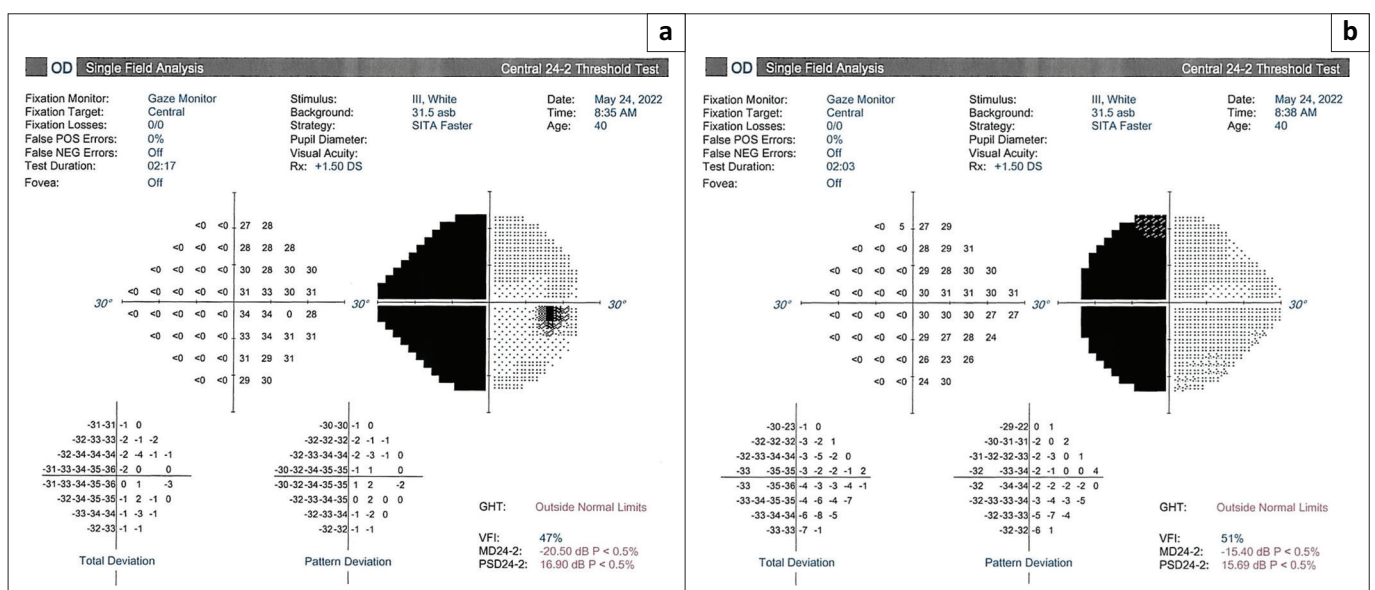 a
OD Single Field Analysis Central 24-2 Threshold Test
Fixation Monitor: Gaze Monitor Stimulus: III, White Date: May 24, 2022
Fixation Target: Central Background: 31.5 asb Time: 8:35 AM
Fixation Losses: 0/0 Strategy: SITA Faster Age: 40
False POS Errors: 0% Pupil Diameter:
False NEG Errors: Off Visual Acuity:
Test Duration: 02:17 Rx: +1.50 DS
Fovea: Off
<0 <0 27 28
<0 <0 <0 28 28 28
<0 <0 <0 <0 30 28 30 30
<0 <0 <0 <0 <0 31 33 30 31
30° 30° 30°
<0 <0 <0 <0 <0 34 34 0 28
<0 <0 <0 <0 33 34 31 31
<0 <0 <0 31 29 31
<0 <0 29 30
-31 -31 -1 0 -30 -30 -1 0
-32 -33 -33 -2 -1 -2 -32 -32 -32 -2 -1 -1
-32 -34 -34 -34 -2 -4 -1 -1 -32 -33 -34 -34 -2 -3 -1 0
-31 -33 -34 -35 -36 -2 0 0 -30 -32 -34 -35 -35 -1 1 0
-31 -33 -34 -35 -36 0 1 -3 -30 -32 -34 -35 -35 1 2 -2
-32 -34 -35 -35 -1 2 -1 0 -32 -33 -34 -35 0 2 0 0
-33 -34 -34 -1 -3 -1 -32 -33 -34 -1 -2 0
-32 -33 -1 -1 -32 -32 -1 -1
Total Deviation Pattern Deviation
GHT: Outside Normal Limits
VFI: 47%
MD24-2: -20.50 dB P < 0.5%
PSD24-2: 16.90 dB P < 0.5%
b
OD Single Field Analysis Central 24-2 Threshold Test
Fixation Monitor: Gaze Monitor Stimulus: III, White Date: May 24, 2022
Fixation Target: Central Background: 31.5 asb Time: 8:38 AM
Fixation Losses: 0/0 Strategy: SITA Faster Age: 40
False POS Errors: 0% Pupil Diameter:
False NEG Errors: Off Visual Acuity:
Test Duration: 02:03 Rx: +1.50 DS
Fovea: Off
<0 5 27 29
<0 <0 <0 28 29 31
<0 <0 <0 <0 29 28 30 30
<0 <0 <0 <0 30 31 31 30 31
30° 30° 30°
<0 <0 <0 <0 30 30 30 27 27
<0 <0 <0 <0 29 27 28 24
<0 <0 <0 26 23 26
<0 <0 24 30
-30 -23 -1 0 -29 -22 0 1
-32 -32 -32 -3 -2 1 -30 -31 -31 -2 0 2
-32 -33 -34 -34 -3 -5 -2 0 -31 -32 -32 -33 -2 -3 0 1
-33 -35 -35 -3 -2 -2 -1 2 -32 -33 -34 -2 -1 0 0 4
-33 -35 -36 -4 -3 -3 -4 -1 -32 -34 -34 -2 -2 -2 -2 0
-33 -34 -35 -35 -4 -6 -4 -7 -32 -33 -33 -34 -3 -4 -3 -5
-33 -34 -34 -6 -8 -5 -32 -33 -33 -5 -7 -4
-33 -33 -7 -1 -32 -32 -6 1
Total Deviation Pattern Deviation
GHT: Outside Normal Limits
VFI: 51%
MD24-2: -15.40 dB P < 0.5%
PSD24-2: 15.69 dB P < 0.5%